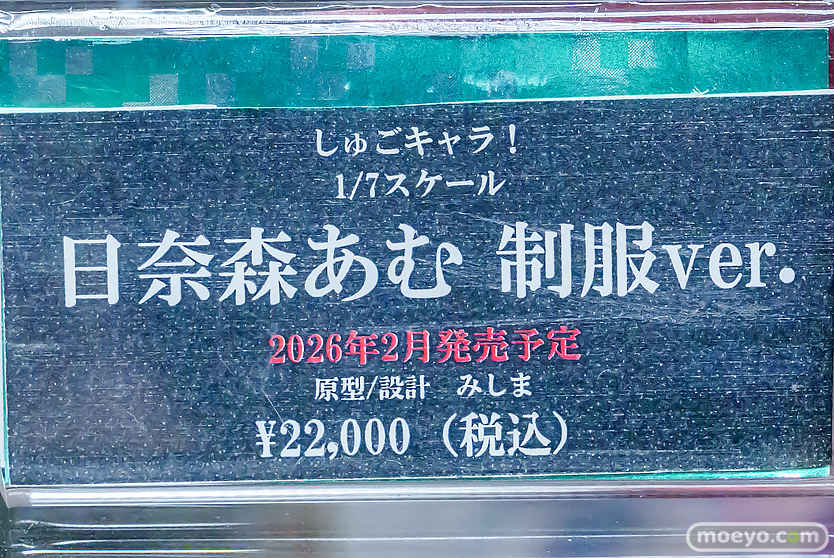 しゅごキャラ！
1/7スケール
日奈森あむ 制服ver.
2026年2月発売予定
原型/設計　みしま
¥22,000（税込）
moeyo.com